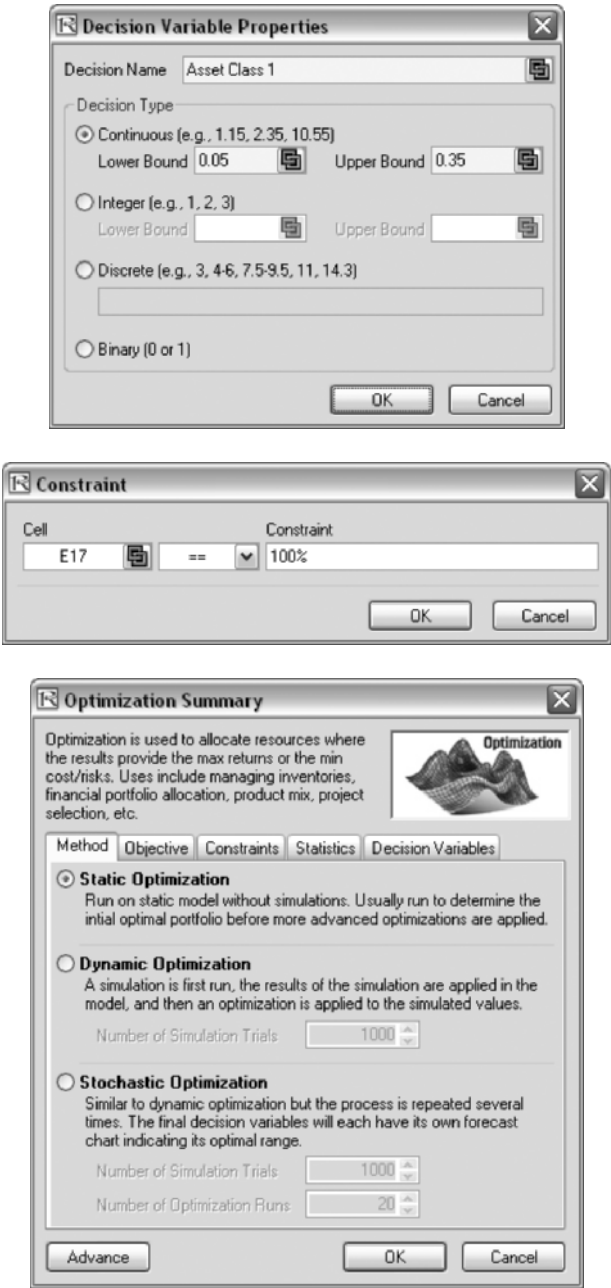 Decision Variable Properties
Decision Name Asset Class 1
Decision Type
Continuous (e.g., 1.15, 2.35, 10.55)
Lower Bound 0.05 Upper Bound 0.35
Integer (e.g., 1, 2, 3)
Lower Bound Upper Bound
Discrete (e.g., 3, 4-6, 7.5-9.5, 11, 14.3)
Binary (0 or 1)
OK Cancel
Constraint
Cell Constraint
E17 == 100%
OK Cancel
Optimization Summary
Optimization is used to allocate resources where
the results provide the max returns or the min
cost/risks. Uses include managing inventories,
financial portfolio allocation, product mix, project
selection, etc.
Optimization
Method Objective Constraints Statistics Decision Variables
Static Optimization
Run on static model without simulations. Usually run to determine the
intial optimal portfolio before more advanced optimizations are applied.
Dynamic Optimization
A simulation is first run, the results of the simulation are applied in the
model, and then an optimization is applied to the simulated values.
Number of Simulation Trials 1000
Stochastic Optimization
Similar to dynamic optimization but the process is repeated several
times. The final decision variables will each have its own forecast
chart indicating its optimal range.
Number of Simulation Trials 1000
Number of Optimization Runs 20
Advance OK Cancel